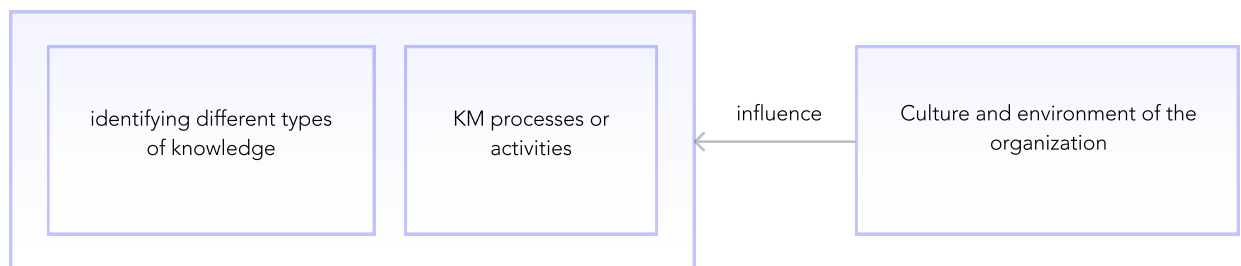 identifying different types
of knowledge
KM processes or
activities
influence
Culture and environment of the
organization